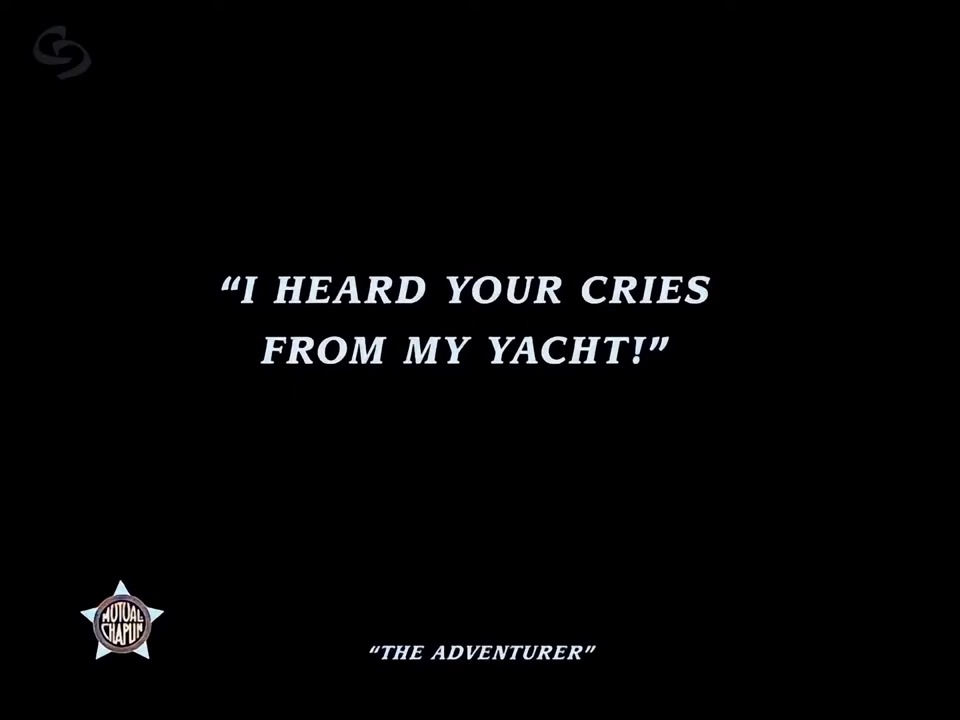 “I HEARD YOUR CRIES
FROM MY YACHT!”
MUTUAL
CHAPLIN
“THE ADVENTURER”